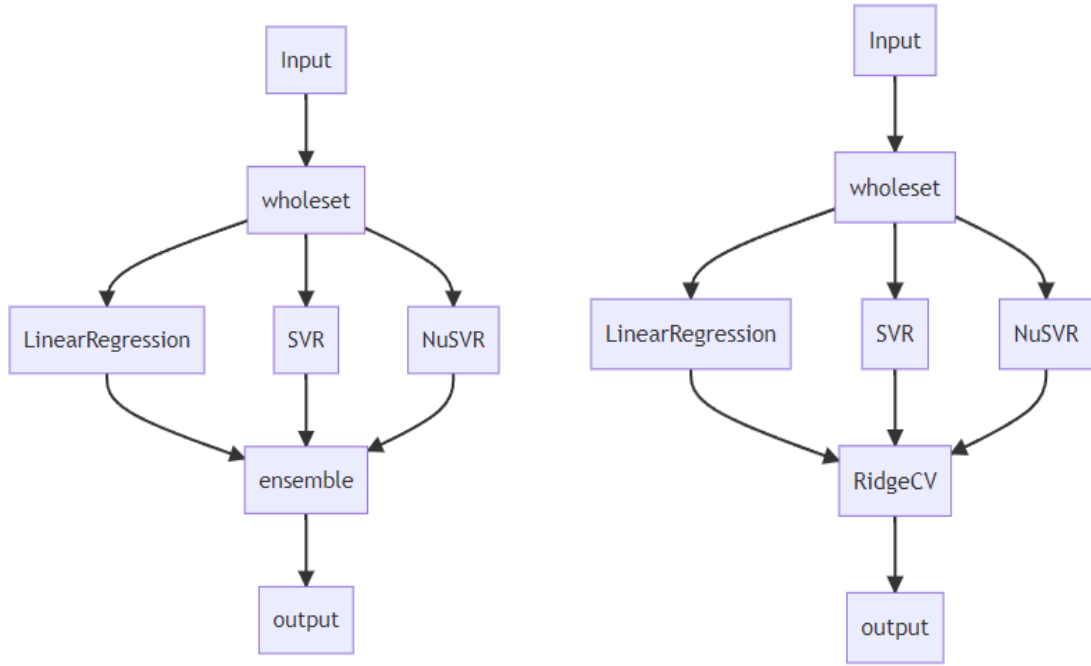 Input
wholeset
LinearRegression
SVR
NuSVR
ensemble
output
Input
wholeset
LinearRegression
SVR
NuSVR
RidgeCV
output